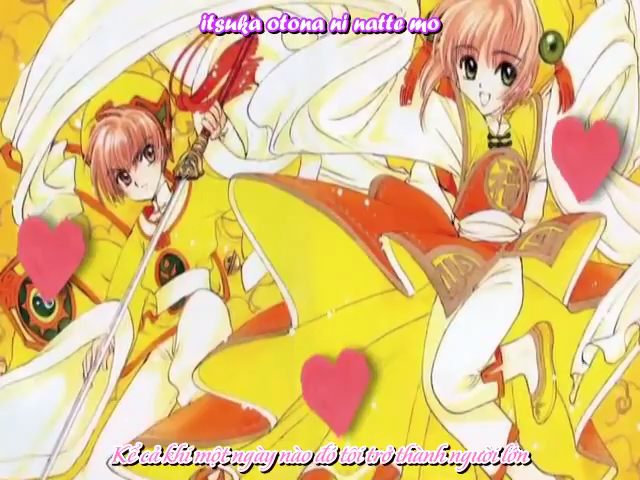 itsuka otona ni natte mo
Kể cả khi một ngày nào đó tôi trở thành người lớn